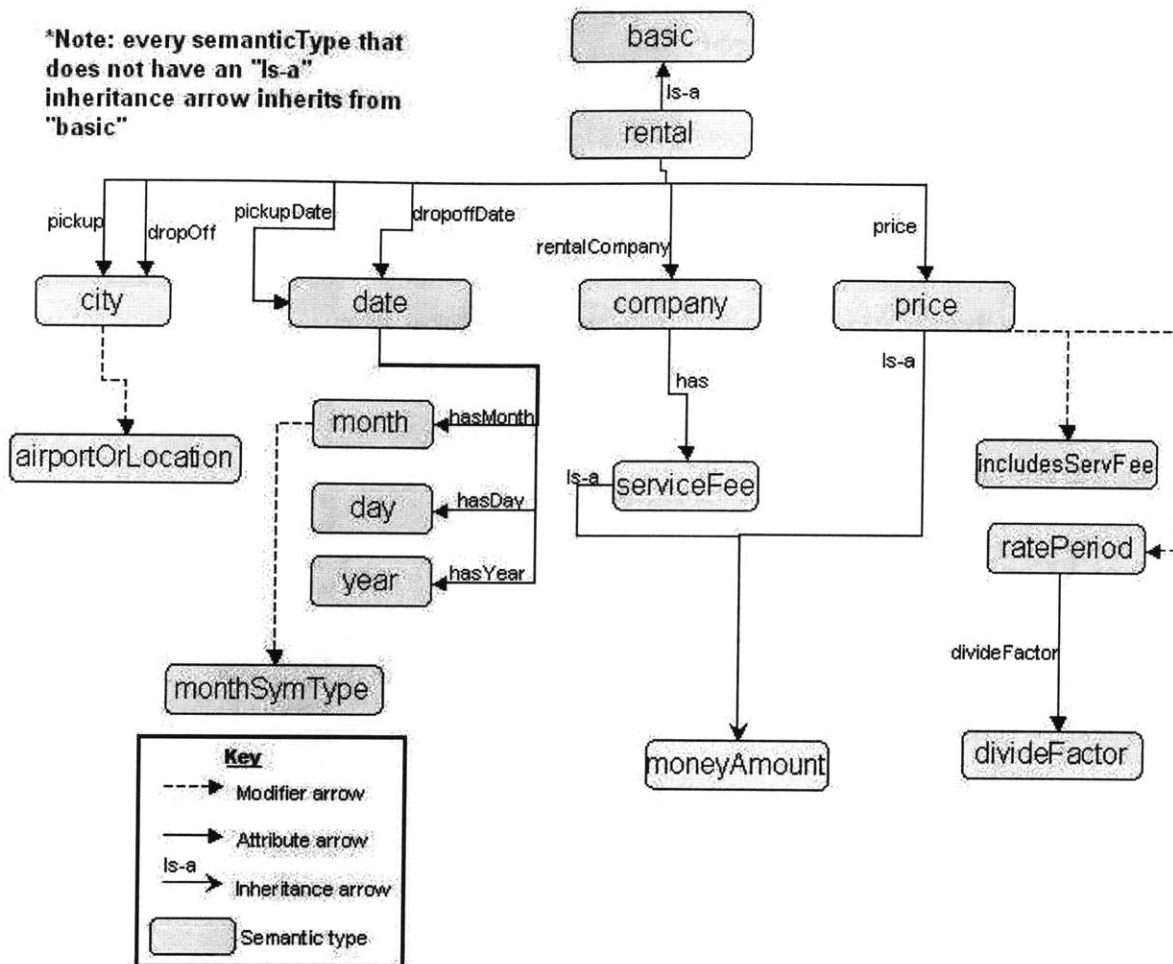 *Note: every semanticType that
does not have an "Is-a"
inheritance arrow inherits from
"basic"
basic
Is-a
rental
pickup
dropOff
pickupDate
dropoffDate
rentalCompany
price
city
date
company
price
Is-a
has
month
hasMonth
airportOrLocation
includesServFee
Is-a
serviceFee
day
hasDay
ratePeriod
year
hasYear
divideFactor
monthSymType
moneyAmount
divideFactor
Key
Modifier arrow
Attribute arrow
Is-a
Inheritance arrow
Semantic type